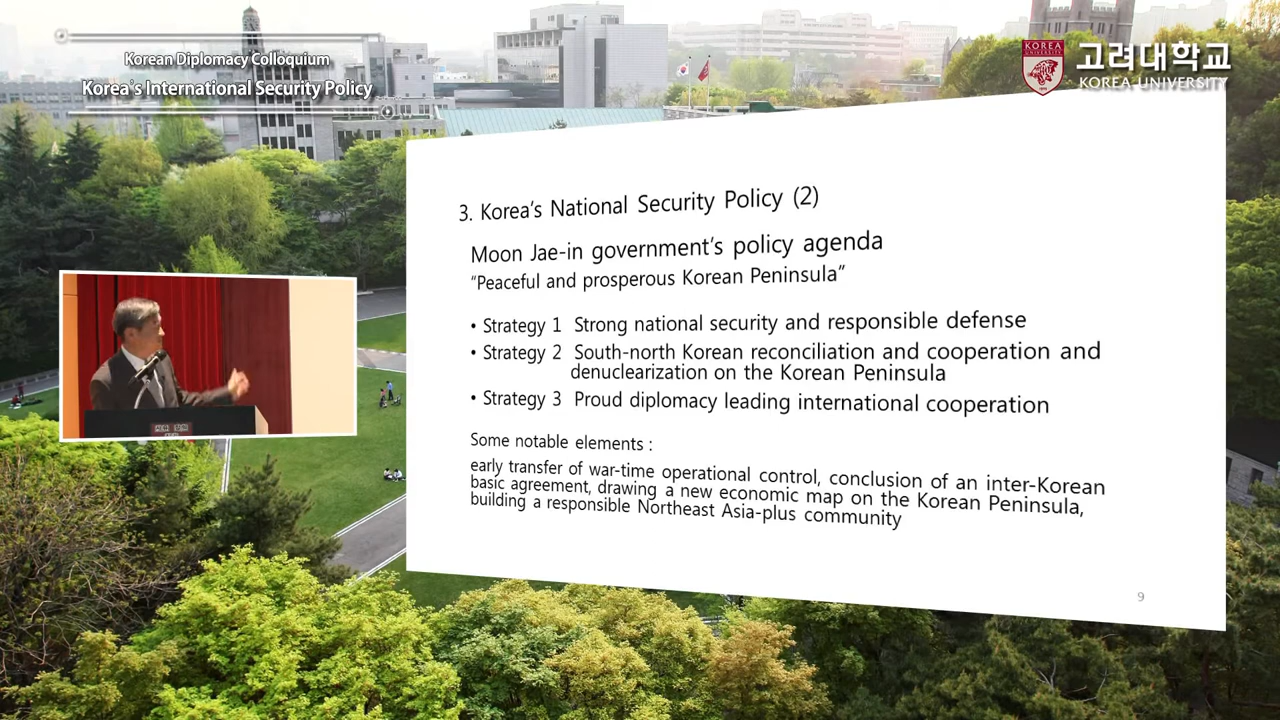 Korean Diplomacy Colloquium
Korea's International Security Policy
KOREA
고려대학교
KOREA UNIVERSITY
3. Korea's National Security Policy (2)
Moon Jae-in government's policy agenda
“Peaceful and prosperous Korean Peninsula”
• Strategy 1 Strong national security and responsible defense
• Strategy 2 South-north Korean reconciliation and cooperation and
denuclearization on the Korean Peninsula
• Strategy 3 Proud diplomacy leading international cooperation
Some notable elements :
early transfer of war-time operational control, conclusion of an inter-Korean
basic agreement, drawing a new economic map on the Korean Peninsula,
building a responsible Northeast Asia-plus community
9